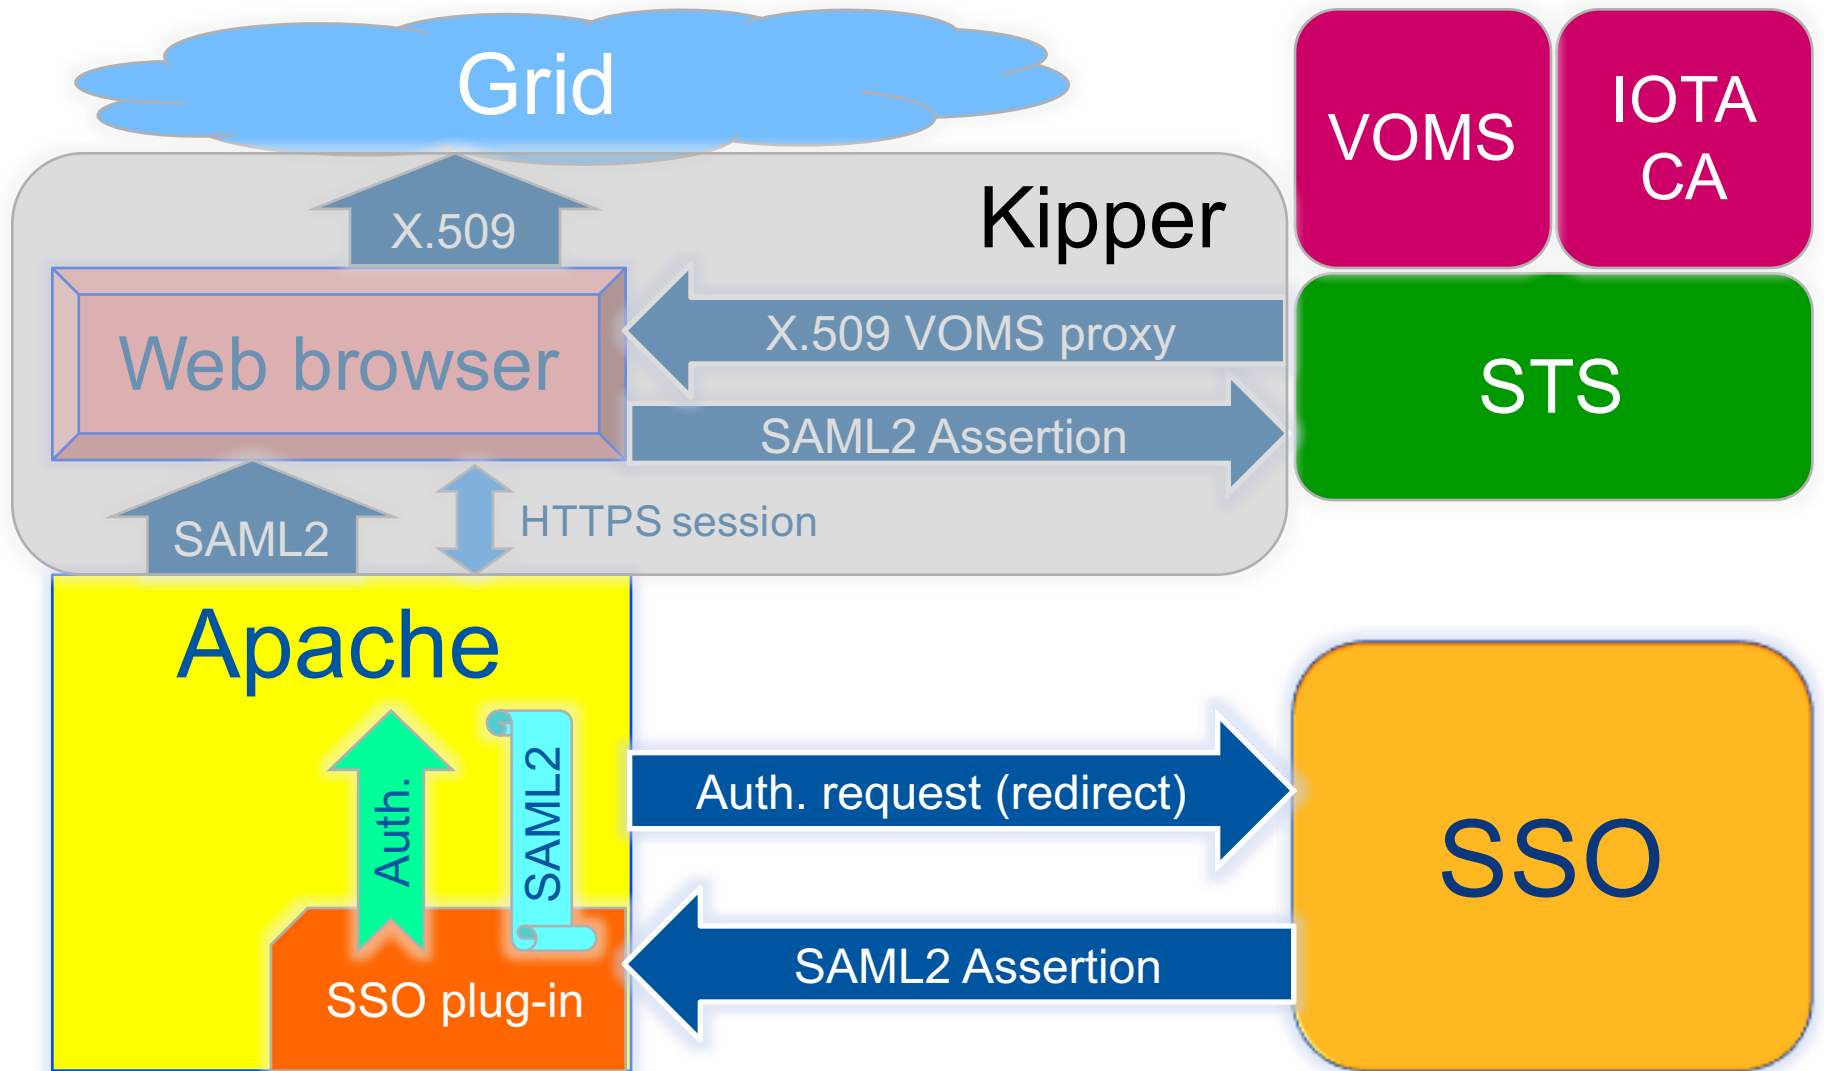 Grid
VOMS
IOTA
CA
X.509
Kipper
Web browser
X.509 VOMS proxy
SAML2 Assertion
STS
SAML2
HTTPS session
Apache
Auth.
SAML2
SSO plug-in
Auth. request (redirect)
SAML2 Assertion
SSO